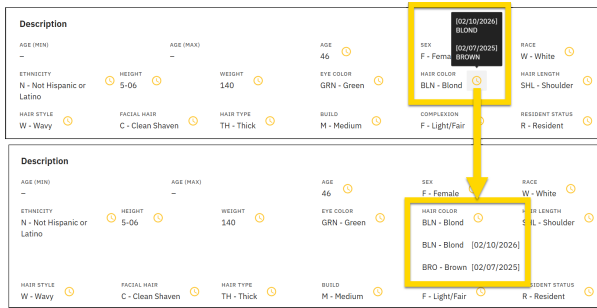 Description
[02/10/2026]
BLOND
[02/07/2025]
BROWN
AGE (MIN) AGE (MAX) AGE SEX RACE
– – 46 F - Fema W - White
ETHNICITY HEIGHT WEIGHT EYE COLOR HAIR COLOR HAIR LENGTH
N - Not Hispanic or 5-06 140 GRN - Green BLN - Blond SHL - Shoulder
Latino
HAIR STYLE FACIAL HAIR HAIR TYPE BUILD COMPLEXION RESIDENT STATUS
W - Wavy C - Clean Shaven TH - Thick M - Medium F - Light/Fair R - Resident
Description
AGE (MIN) AGE (MAX) AGE SEX RACE
– – 46 F - Female W - White
ETHNICITY HEIGHT WEIGHT EYE COLOR HAIR COLOR R LENGTH
N - Not Hispanic or 5-06 140 GRN - Green BLN - Blond SHL - Shoulder
Latino
BLN - Blond [02/10/2026]
BRO - Brown [02/07/2025]
HAIR STYLE FACIAL HAIR HAIR TYPE BUILD IDENT STATUS
W - Wavy C - Clean Shaven TH - Thick M - Medium F - Light/Fair R - Resident